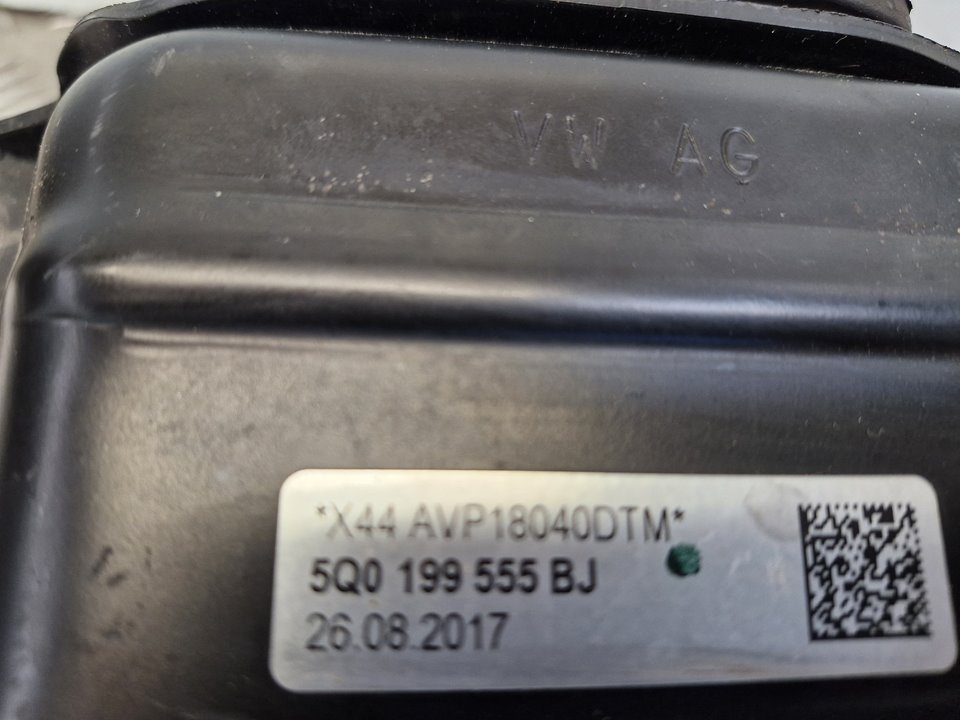 VW AG
*X44 AVP18040DTM*
5Q0 199 555 BJ
26.08.2017